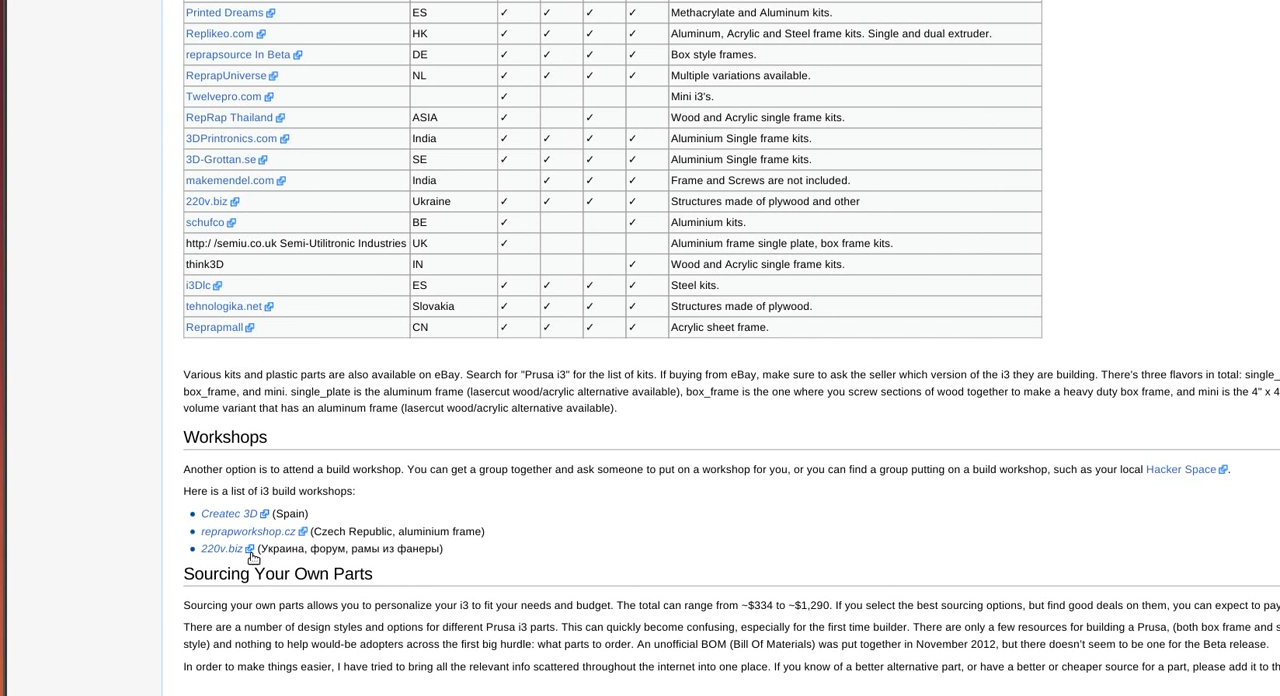 Printed Dreams ES ✓ ✓ ✓ ✓ Methacrylate and Aluminum kits.
Replikeo.com HK ✓ ✓ ✓ ✓ Aluminum, Acrylic and Steel frame kits. Single and dual extruder.
reprapsource In Beta DE ✓ ✓ ✓ ✓ Box style frames.
ReprapUniverse NL ✓ ✓ ✓ ✓ Multiple variations available.
Twelvepro.com ✓ Mini i3's.
RepRap Thailand ASIA ✓ ✓ Wood and Acrylic single frame kits.
3DPrintronics.com India ✓ ✓ ✓ ✓ Aluminium Single frame kits.
3D-Grottan.se SE ✓ ✓ ✓ ✓ Aluminium Single frame kits.
makemendel.com India ✓ ✓ ✓ Frame and Screws are not included.
220v.biz Ukraine ✓ ✓ ✓ ✓ Structures made of plywood and other
schufco BE ✓ ✓ Aluminium kits.
http:/ /semiu.co.uk Semi-Utilitronic Industries UK ✓ Aluminium frame single plate, box frame kits.
think3D IN ✓ Wood and Acrylic single frame kits.
i3Dlc ES ✓ ✓ ✓ ✓ Steel kits.
tehnologika.net Slovakia ✓ ✓ ✓ ✓ Structures made of plywood.
Reprapmall CN ✓ ✓ ✓ ✓ Acrylic sheet frame.
Various kits and plastic parts are also available on eBay. Search for "Prusa i3" for the list of kits. If buying from eBay, make sure to ask the seller which version of the i3 they are building. There's three flavors in total: single_
box_frame, and mini. single_plate is the aluminum frame (lasercut wood/acrylic alternative available), box_frame is the one where you screw sections of wood together to make a heavy duty box frame, and mini is the 4" x 4
volume variant that has an aluminum frame (lasercut wood/acrylic alternative available).
Workshops
Another option is to attend a build workshop. You can get a group together and ask someone to put on a workshop for you, or you can find a group putting on a build workshop, such as your local Hacker Space.
Here is a list of i3 build workshops:
Createc 3D (Spain)
reprapworkshop.cz (Czech Republic, aluminium frame)
220v.biz (Украина, форум, рамы из фанеры)
Sourcing Your Own Parts
Sourcing your own parts allows you to personalize your i3 to fit your needs and budget. The total can range from ~$334 to ~$1,290. If you select the best sourcing options, but find good deals on them, you can expect to pay
There are a number of design styles and options for different Prusa i3 parts. This can quickly become confusing, especially for the first time builder. There are only a few resources for building a Prusa, (both box frame and s
style) and nothing to help would-be adopters across the first big hurdle: what parts to order. An unofficial BOM (Bill Of Materials) was put together in November 2012, but there doesn't seem to be one for the Beta release.
In order to make things easier, I have tried to bring all the relevant info scattered throughout the internet into one place. If you know of a better alternative part, or have a better or cheaper source for a part, please add it to th